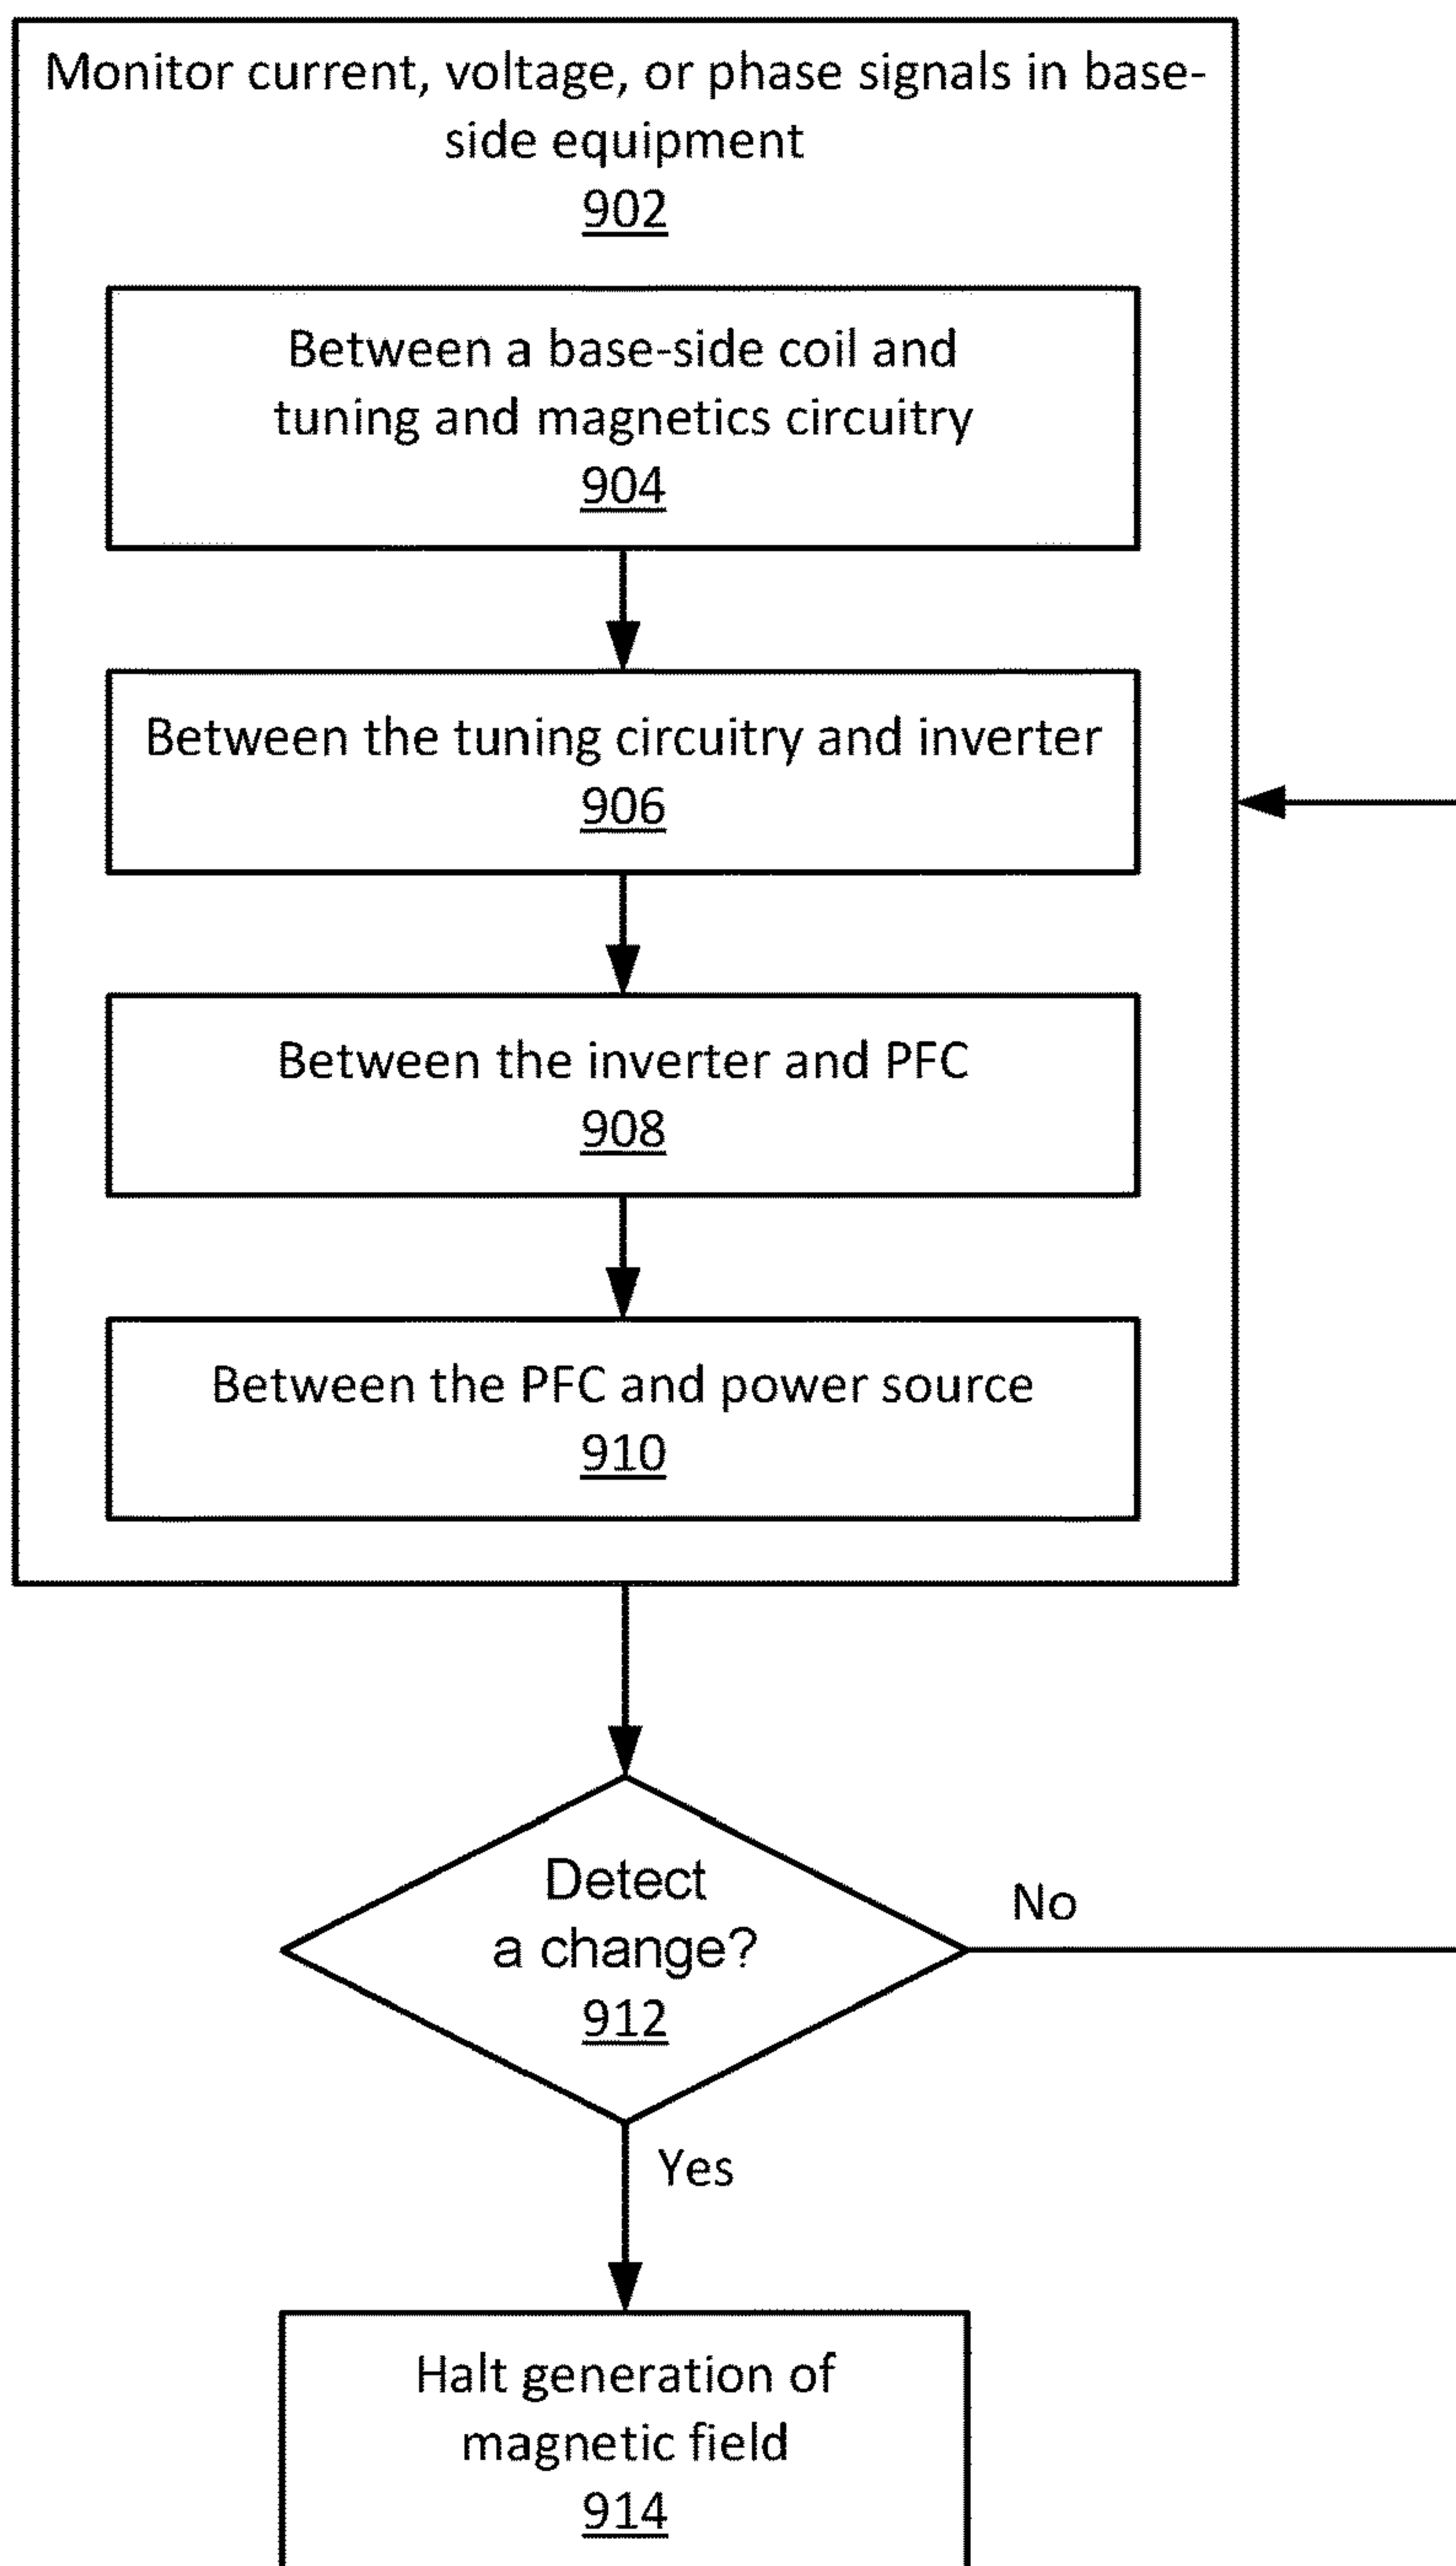 Monitor current, voltage, or phase signals in base-
side equipment
902
Between a base-side coil and
tuning and magnetics circuitry
904
Between the tuning circuitry and inverter
906
Between the inverter and PFC
908
Between the PFC and power source
910
Detect
a change?
912
No
Yes
Halt generation of
magnetic field
914